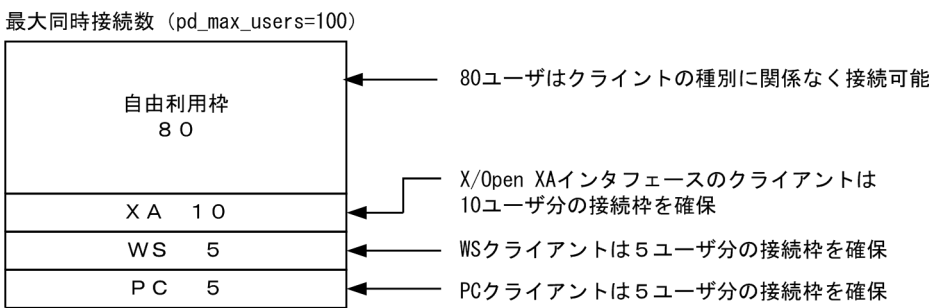 最大同時接続数（pd_max_users=100）
自由利用枠
８０
80ユーザはクライントの種別に関係なく接続可能
ＸＡ　１０
X/Open XAインタフェースのクライアントは
10ユーザ分の接続枠を確保
ＷＳ　５
WSクライアントは５ユーザ分の接続枠を確保
ＰＣ　５
PCクライアントは５ユーザ分の接続枠を確保